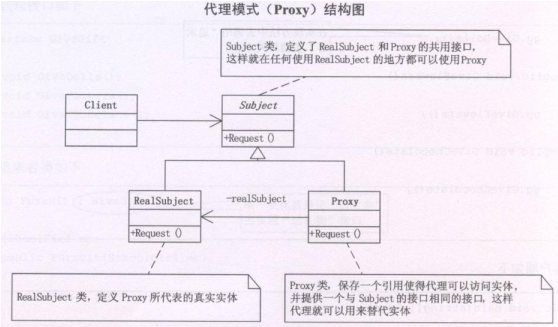 代理模式（Proxy）结构图
Subject 类，定义了RealSubject 和 Proxy 的共用接口，
这样就在任何使用RealSubject 的地方都可以使用Proxy
Client
Subject
+Request()
RealSubject
+Request()
-realSubject
Proxy
+Request()
RealSubject 类，定义 Proxy 所代表的真实实体
Proxy 类，保存一个引用使得代理可以访问实体，
并提供一个与 Subject 的接口相同的接口，这样
代理就可以用来替代实体